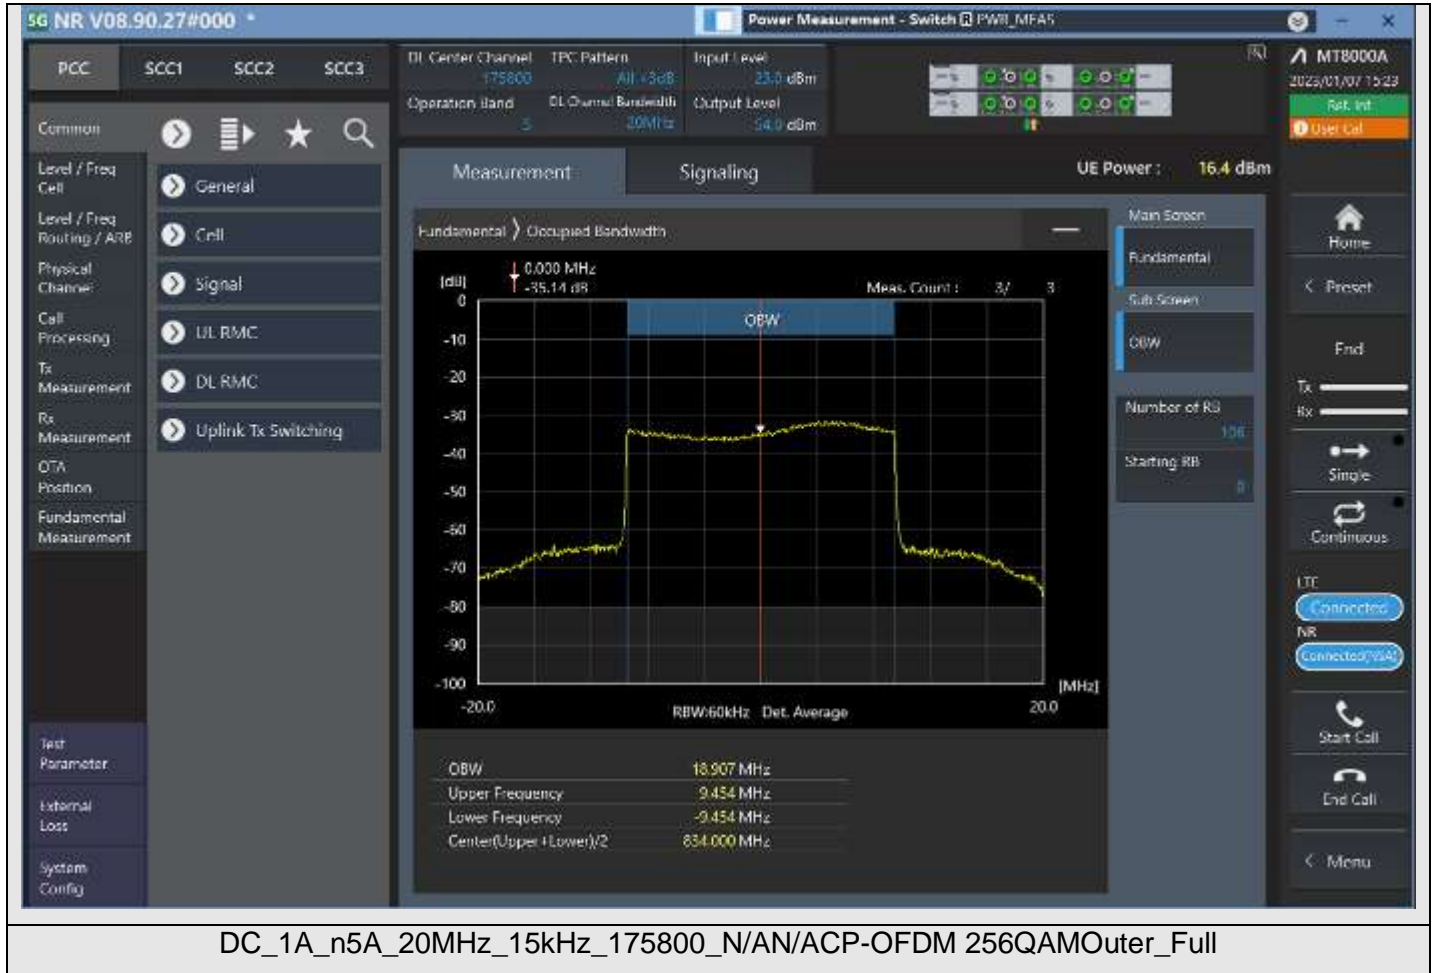 5G NR V08.90.27#000 *
Power Measurement - Switch PWR_MEAS
PCC SCC1 SCC2 SCC3
DL Center Channel TPC Pattern Input Level
175800 All +3dB 23.0 dBm
Operation Band DL Channel Bandwidth Output Level
5 20MHz 54.0 dBm
MT8000A
2023/01/07 15:23
Ref. Int
User Cal
Common
Level / Freq
Cell
Level / Freq
Routing / ARB
Physical
Channel
Call
Processing
Tx
Measurement
Rx
Measurement
OTA
Position
Fundamental
Measurement
Test
Parameter
External
Loss
System
Config
General
Cell
Signal
UL RMC
DL RMC
Uplink Tx Switching
Measurement Signaling
UE Power : 16.4 dBm
Fundamental Occupied Bandwidth
[dB]
0.000 MHz
-35.14 dB
Meas. Count : 3/ 3
OBW
0
-10
-20
-30
-40
-50
-60
-70
-80
-90
-100
[MHz]
-20.0 20.0
RBW:60kHz Det. Average
OBW 18.907 MHz
Upper Frequency 9.454 MHz
Lower Frequency -9.454 MHz
Center(Upper+Lower)/2 834.000 MHz
Main Screen
Fundamental
Sub Screen
OBW
Number of RB
106
Starting RB
0
Home
< Preset
End
Tx
Rx
Single
Continuous
LTE
Connected
NR
Connected(NSA)
Start Call
End Call
< Menu
DC_1A_n5A_20MHz_15kHz_175800_N/AN/ACP-OFDM 256QAMOuter_Full